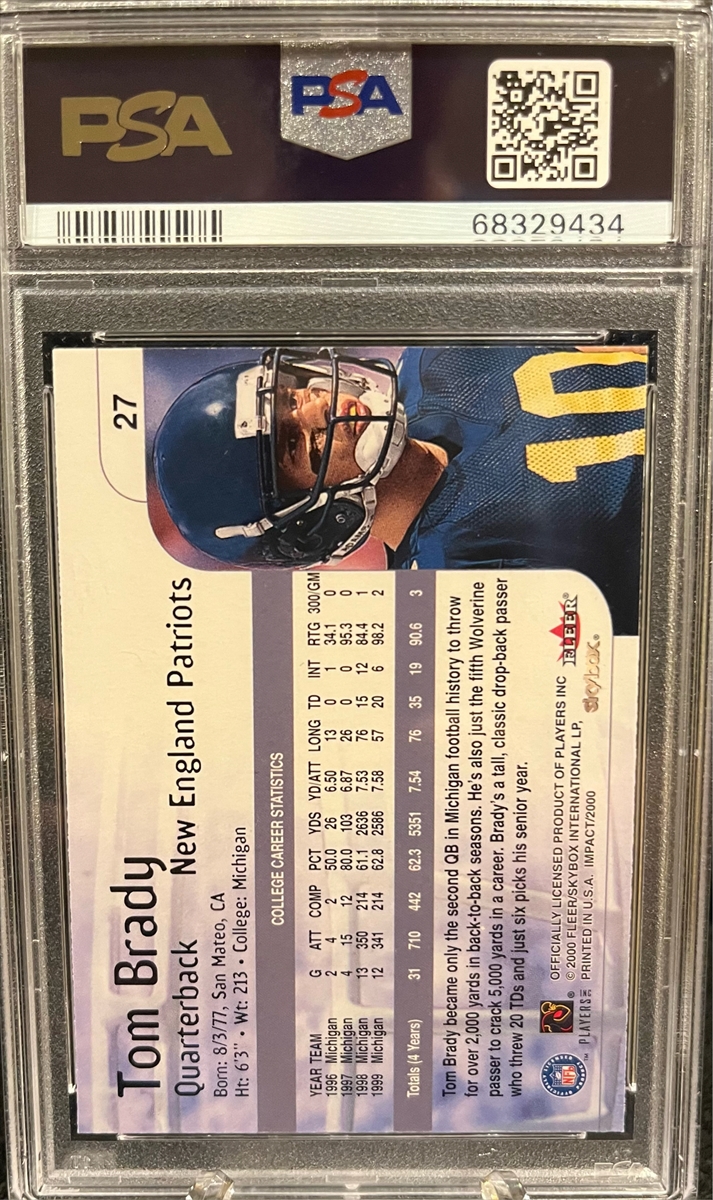 PSA
PSA
68329434
27
Tom Brady
Quarterback New England Patriots
Born: 8/3/77, San Mateo, CA
Ht: 6'3" • Wt: 213 • College: Michigan
COLLEGE CAREER STATISTICS
YEAR TEAM G ATT COMP PCT YDS YD/ATT LONG TD INT RTG 300/GM
1996 Michigan 2 4 2 50.0 26 6.50 13 0 1 34.1 0
1997 Michigan 4 15 12 80.0 103 6.87 26 0 0 95.3 0
1998 Michigan 13 350 214 61.1 2636 7.53 76 15 12 84.4 1
1999 Michigan 12 341 214 62.8 2586 7.58 57 20 6 98.2 2
Totals (4 Years) 31 710 442 62.3 5351 7.54 76 35 19 90.6 3
Tom Brady became only the second QB in Michigan football history to throw
for over 2,000 yards in back-to-back seasons. He's also just the fifth Wolverine
passer to crack 5,000 yards in a career. Brady's a tall, classic drop-back passer
who threw 20 TDs and just six picks his senior year.
NFL
PLAYERS INC ™
OFFICIALLY LICENSED PRODUCT OF PLAYERS INC
© 2000 FLEER/SKYBOX INTERNATIONAL LP,
PRINTED IN U.S.A. IMPACT/2000
FLEER®
skybox®
10